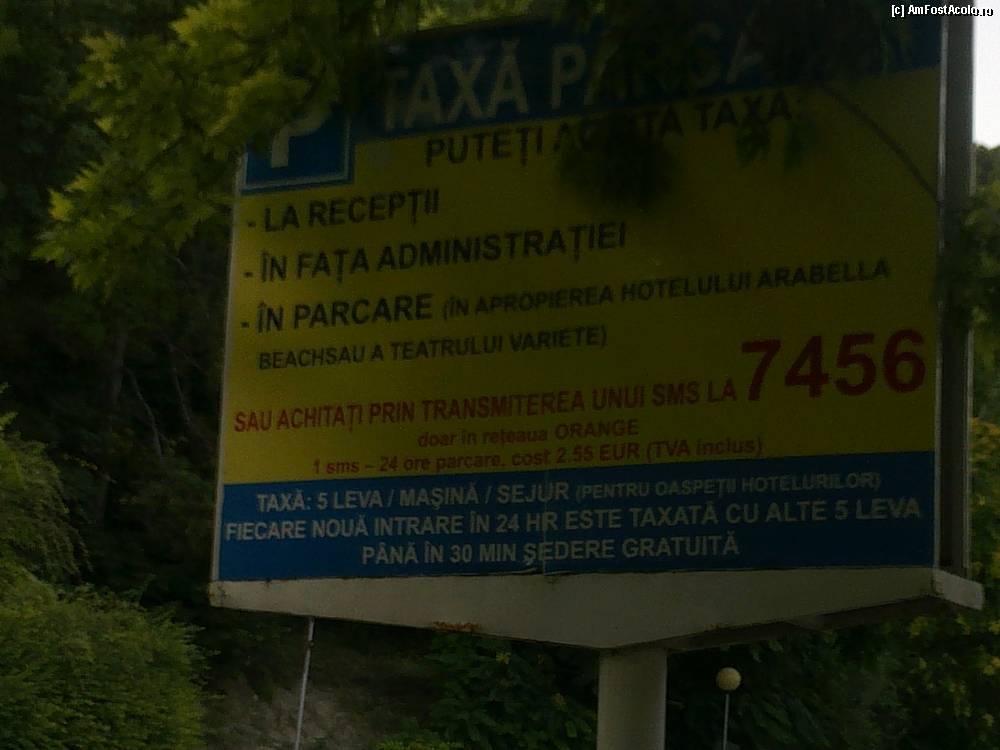 [c] AmFostAcolo.ro
P TAXĂ
PUTEȚI TAXA:
- LA RECEPȚII
- ÎN FAȚA ADMINISTRAȚIEI
- ÎN PARCARE (ÎN APROPIEREA HOTELULUI ARABELLA
BEACHSAU A TEATRULUI VARIETE)
SAU ACHITAȚI PRIN TRANSMITEREA UNUI SMS LA 7456
doar in reteaua ORANGE
1 sms – 24 ore parcare, cost 2.55 EUR (TVA inclus)
TAXĂ: 5 LEVA / MAȘINĂ / SEJUR (PENTRU OASPEȚII HOTELURILOR)
FIECARE NOUĂ INTRARE ÎN 24 HR ESTE TAXATĂ CU ALTE 5 LEVA
PÂNĂ ÎN 30 MIN ȘEDERE GRATUITĂ